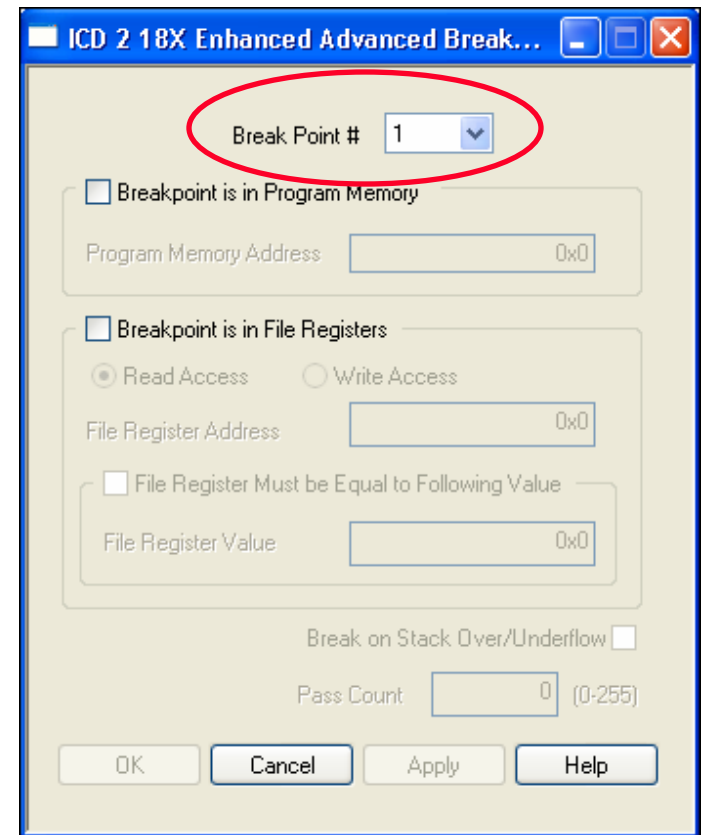 ICD 2 18X Enhanced Advanced Break...
Break Point # 1
Breakpoint is in Program Memory
Program Memory Address 0x0
Breakpoint is in File Registers
Read Access Write Access
File Register Address 0x0
File Register Must be Equal to Following Value
File Register Value 0x0
Break on Stack Over/Underflow
Pass Count 0 (0-255)
OK Cancel Apply Help